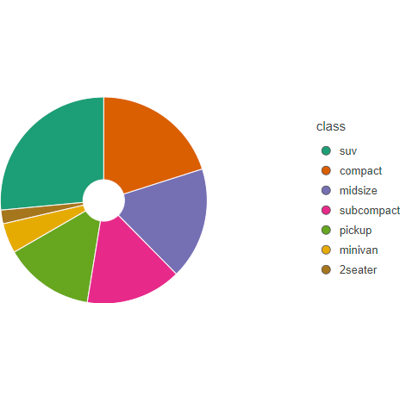 class
suv
compact
midsize
subcompact
pickup
minivan
2seater